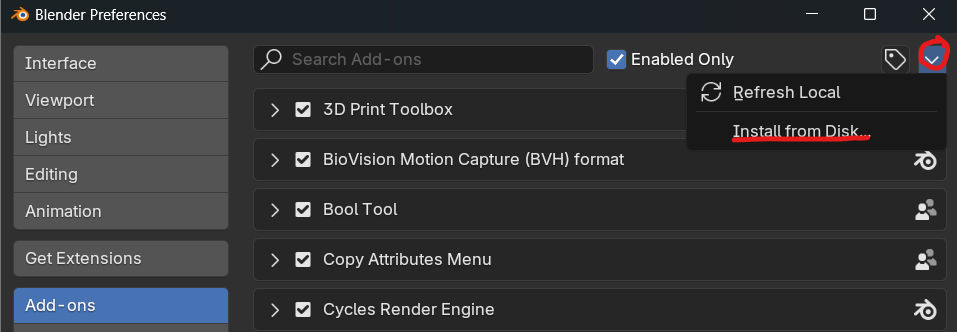 Blender Preferences
Interface
Viewport
Lights
Editing
Animation
Get Extensions
Add-ons
Search Add-ons
Enabled Only
Refresh Local
Install from Disk...
3D Print Toolbox
BioVision Motion Capture (BVH) format
Bool Tool
Copy Attributes Menu
Cycles Render Engine